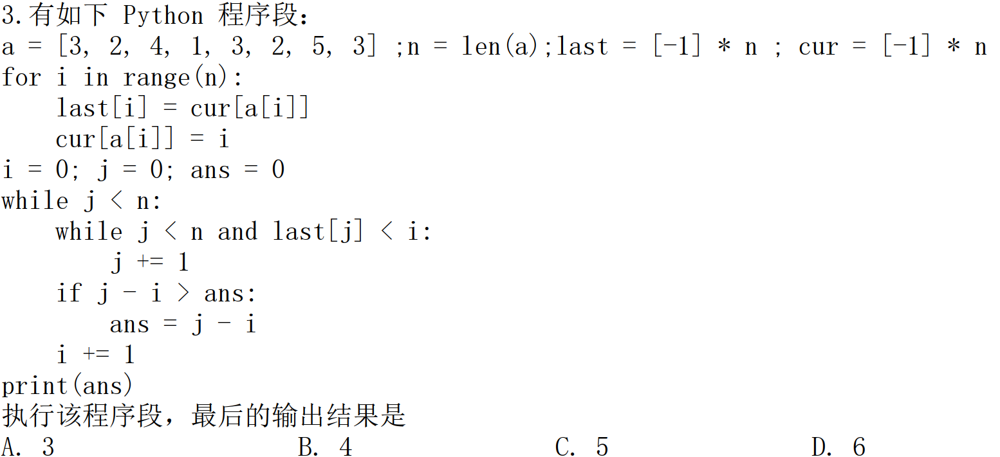 3.有如下 Python 程序段：
a = [3, 2, 4, 1, 3, 2, 5, 3] ;n = len(a);last = [-1] * n ; cur = [-1] * n
for i in range(n):
    last[i] = cur[a[i]]
    cur[a[i]] = i
i = 0; j = 0; ans = 0
while j < n:
    while j < n and last[j] < i:
        j += 1
    if j - i > ans:
        ans = j - i
    i += 1
print(ans)
执行该程序段，最后的输出结果是
A. 3    B. 4    C. 5    D. 6